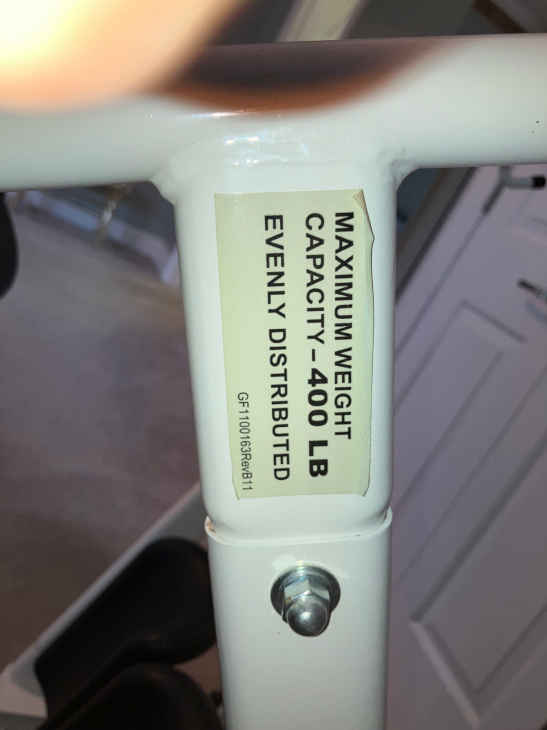 MAXIMUM WEIGHT
CAPACITY–400 LB
EVENLY DISTRIBUTED
GF1100163RevB11